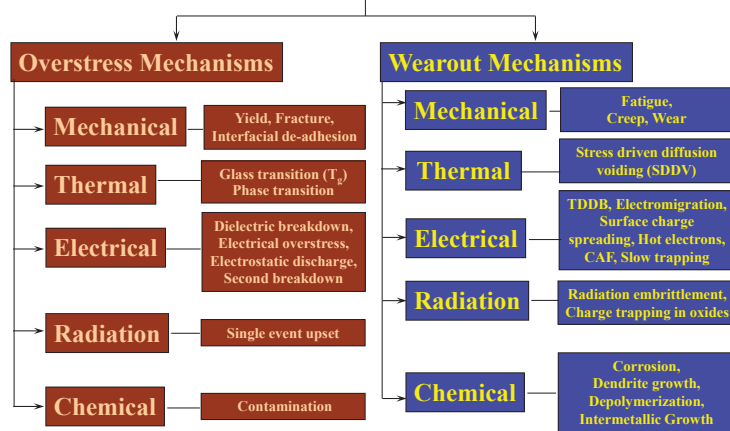 Overstress Mechanisms
Mechanical
Yield, Fracture,
Interfacial de-adhesion
Thermal
Glass transition (Tg)
Phase transition
Electrical
Dielectric breakdown,
Electrical overstress,
Electrostatic discharge,
Second breakdown
Radiation
Single event upset
Chemical
Contamination
Wearout Mechanisms
Mechanical
Fatigue,
Creep, Wear
Thermal
Stress driven diffusion
voiding (SDDV)
Electrical
TDDB, Electromigration,
Surface charge
spreading, Hot electrons,
CAF, Slow trapping
Radiation
Radiation embrittlement,
Charge trapping in oxides
Chemical
Corrosion,
Dendrite growth,
Depolymerization,
Intermetallic Growth